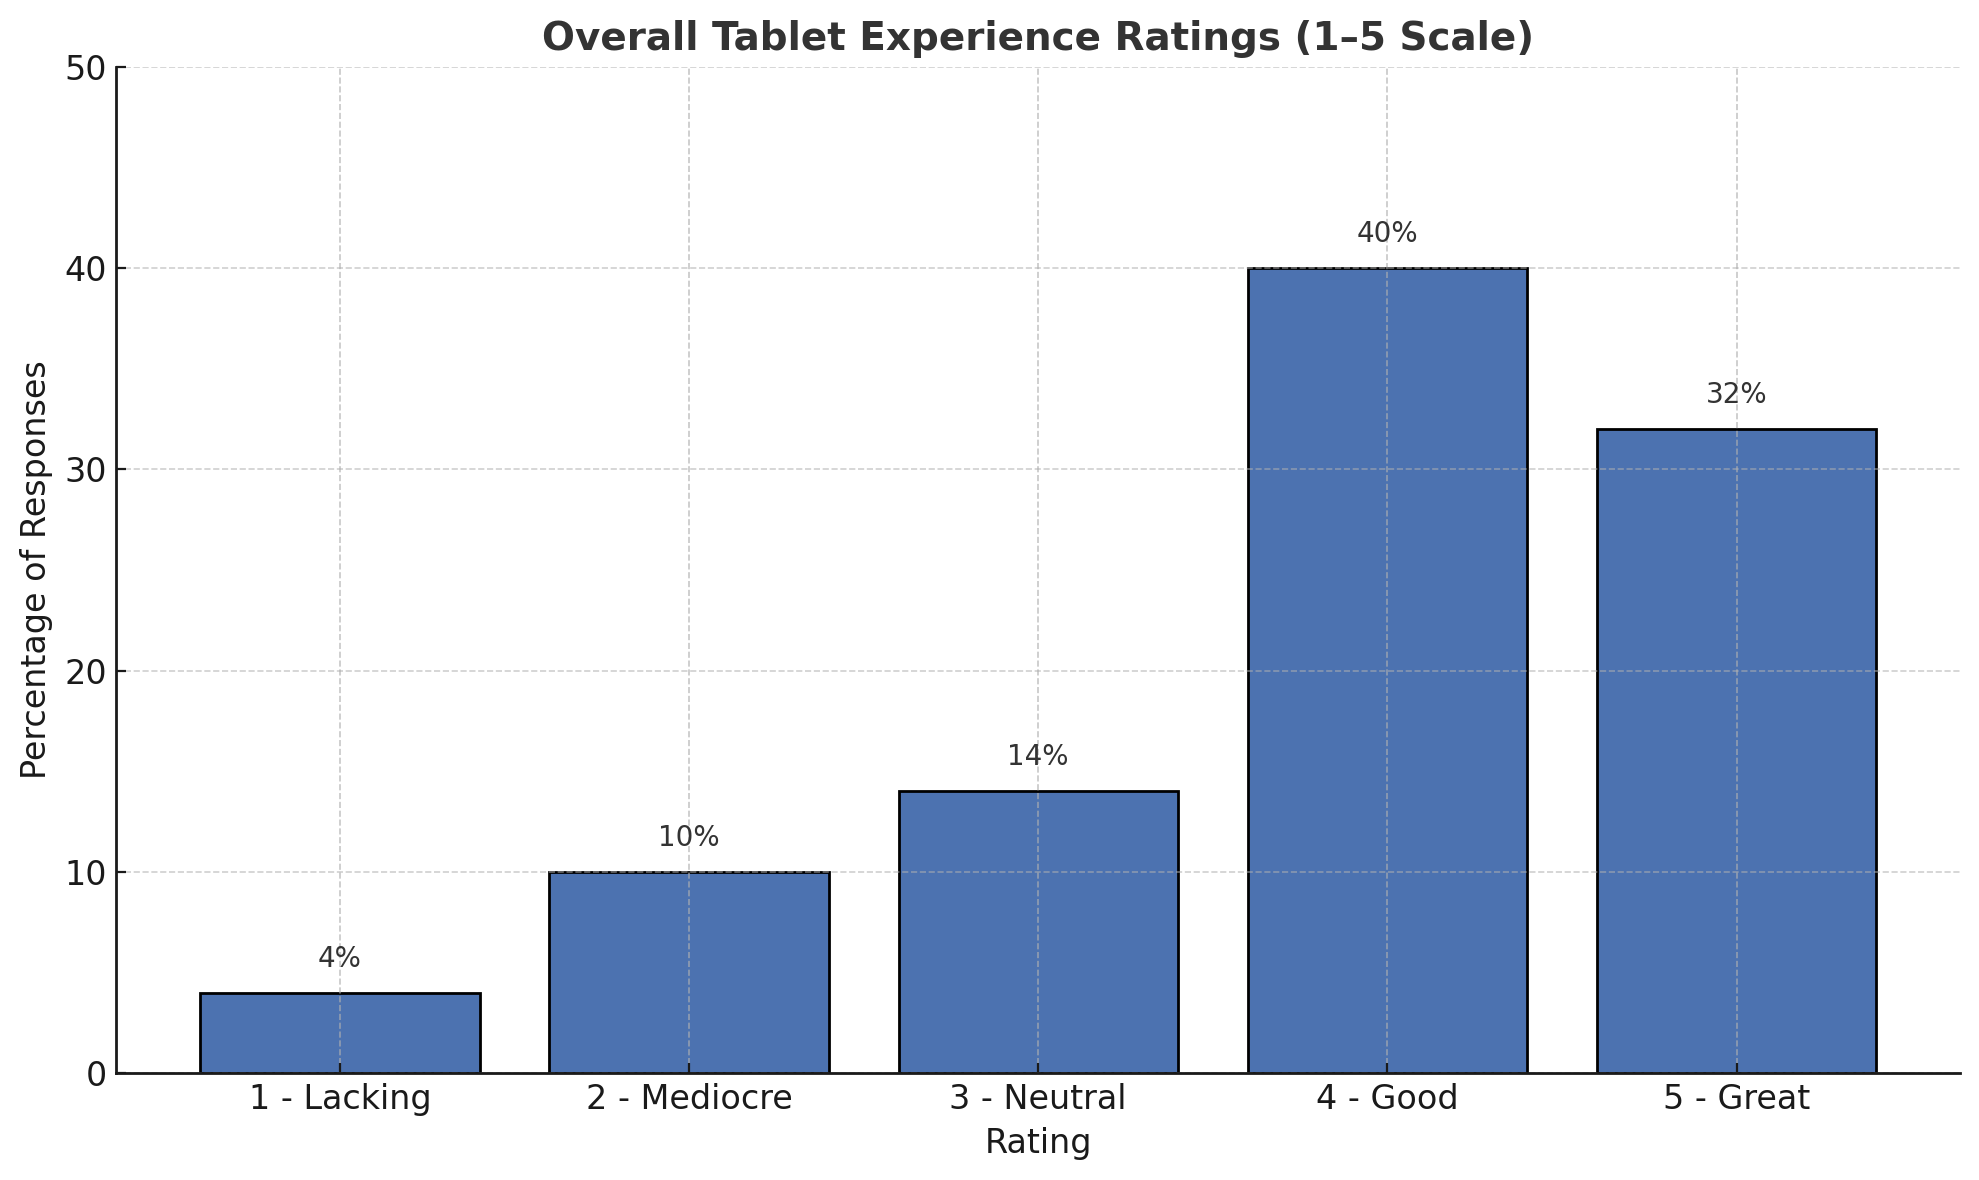 Overall Tablet Experience Ratings (1–5 Scale)
Percentage of Responses
50
40
30
20
10
0
4%
10%
14%
40%
32%
1 - Lacking
2 - Mediocre
3 - Neutral
4 - Good
5 - Great
Rating